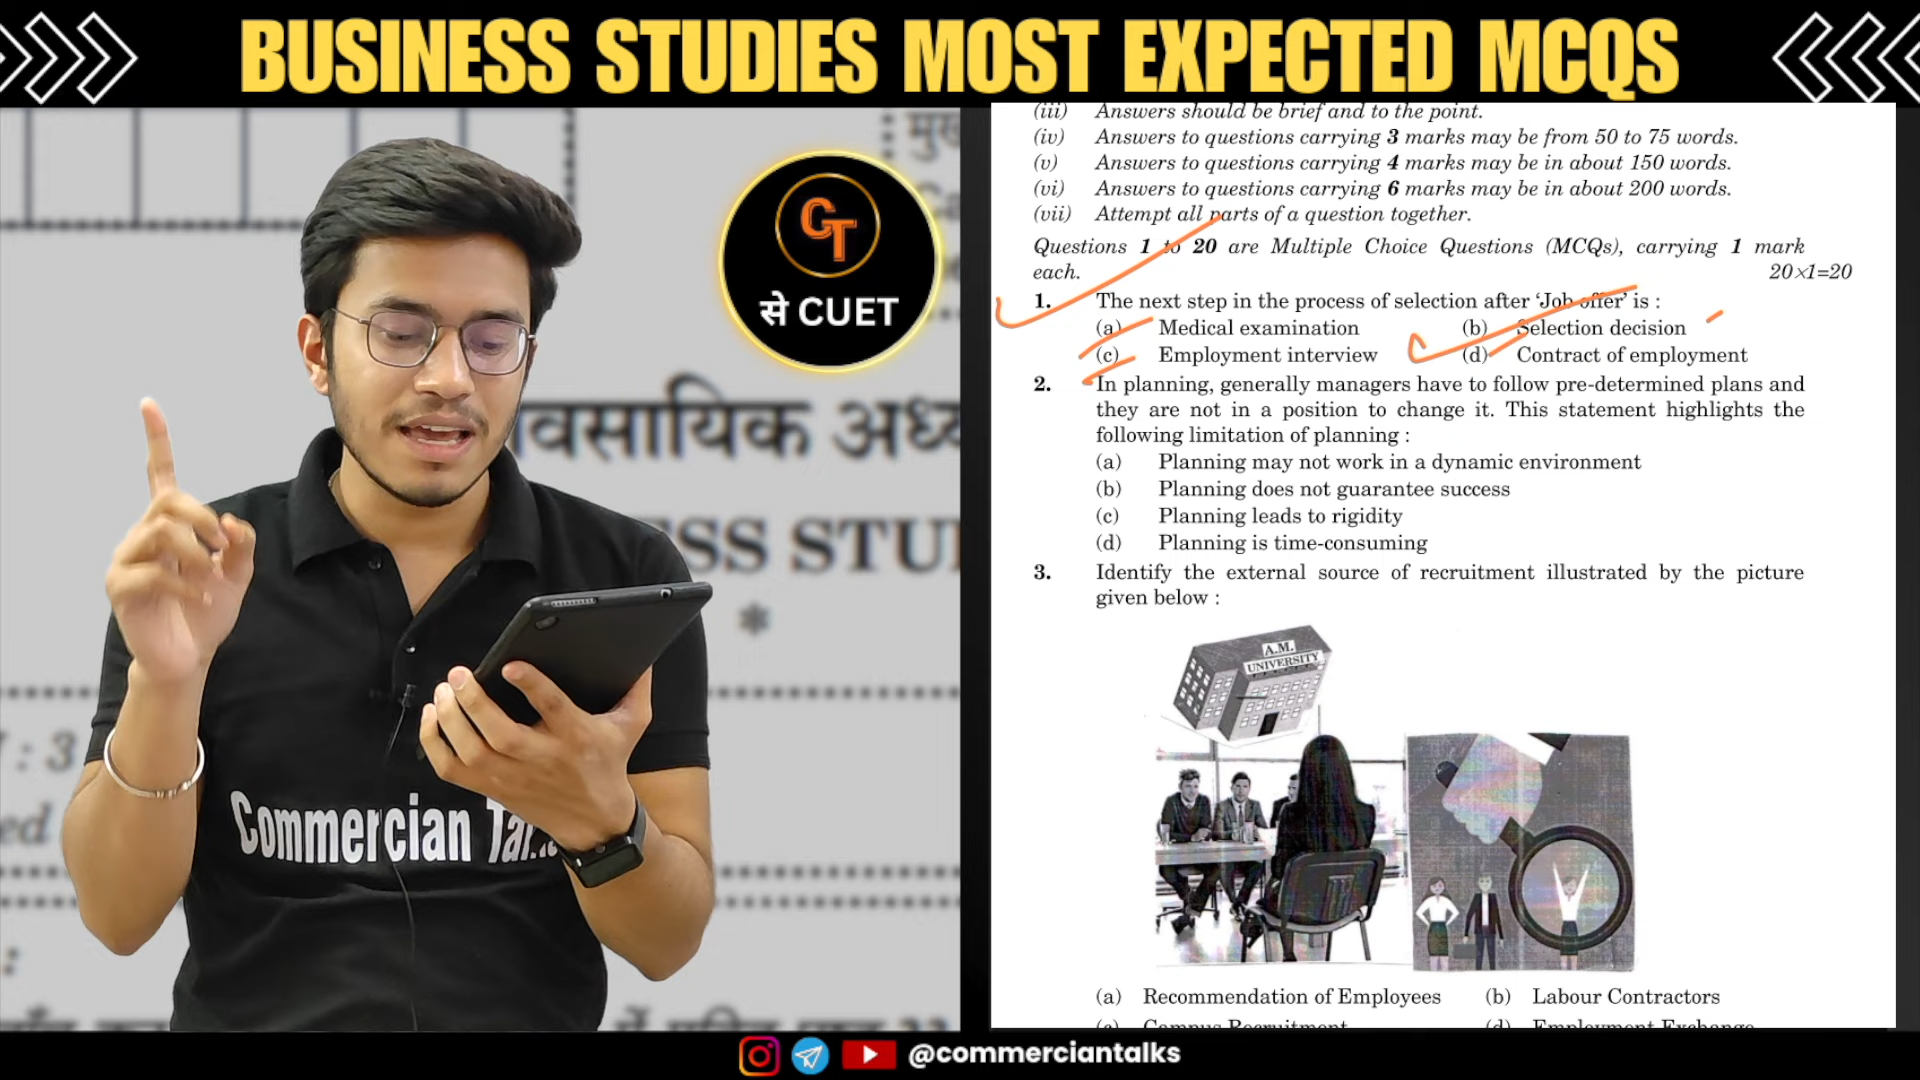 BUSINESS STUDIES MOST EXPECTED MCQS
(iii) Answers should be brief and to the point.
(iv) Answers to questions carrying 3 marks may be from 50 to 75 words.
(v) Answers to questions carrying 4 marks may be in about 150 words.
(vi) Answers to questions carrying 6 marks may be in about 200 words.
(vii) Attempt all parts of a question together.
Questions 1 to 20 are Multiple Choice Questions (MCQs), carrying 1 mark
each. 20×1=20
1. The next step in the process of selection after ‘Job offer’ is :
(a) Medical examination (b) Selection decision
(c) Employment interview (d) Contract of employment
2. In planning, generally managers have to follow pre-determined plans and
they are not in a position to change it. This statement highlights the
following limitation of planning :
(a) Planning may not work in a dynamic environment
(b) Planning does not guarantee success
(c) Planning leads to rigidity
(d) Planning is time-consuming
3. Identify the external source of recruitment illustrated by the picture
given below :
A.M.
UNIVERSITY
(a) Recommendation of Employees (b) Labour Contractors
(c) Campus Recruitment (d) Employment Exchange
CT
से CUET
वसायिक अध्य
SS STU
*
: 3
ed
Commercian
@commerciantalks